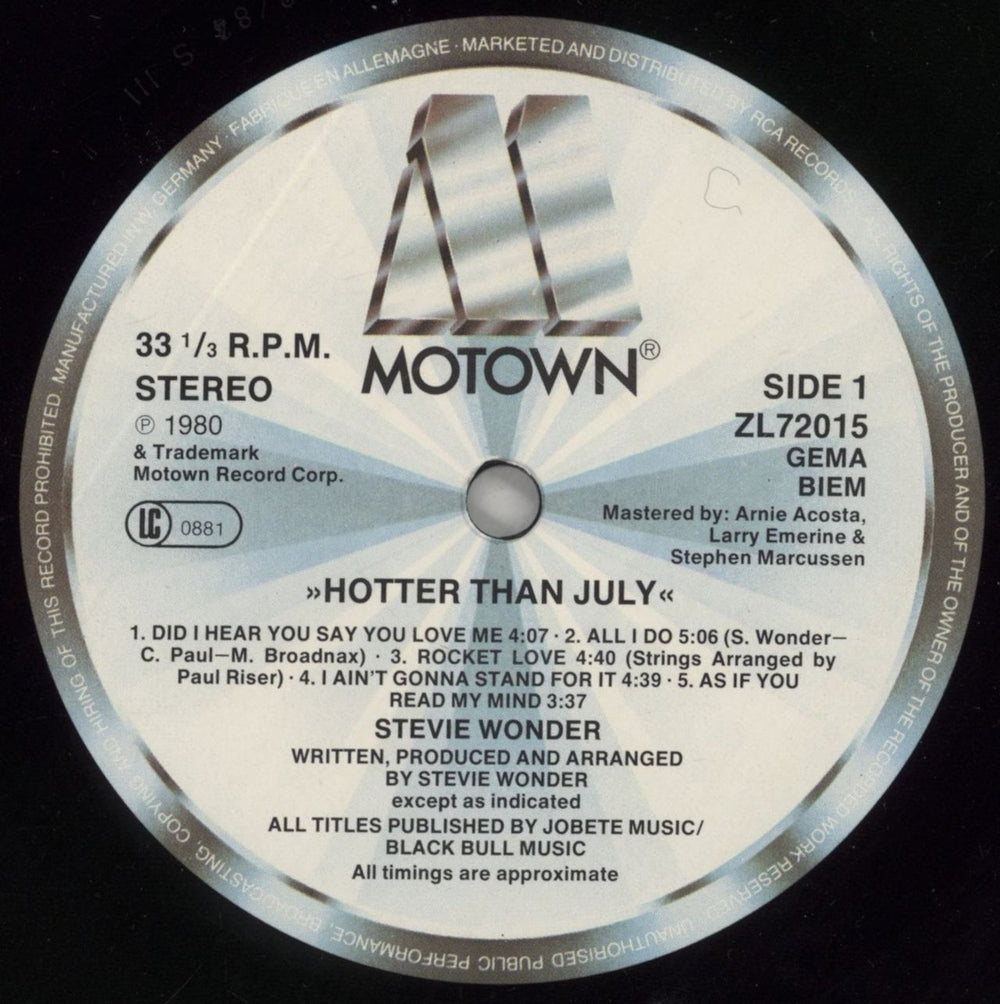 MANUFACTURED IN W. GERMANY · FABRIQUE EN ALLEMAGNE · MARKETED AND DISTRIBUTED BY RCA RECORDS · ALL RIGHTS OF THE PRODUCER AND OF THE OWNER OF THE RECORDED WORK RESERVED · UNAUTHORISED PUBLIC PERFORMANCE, BROADCASTING, COPYING AND HIRING OF THIS RECORD PROHIBITED
MOTOWN®
33 1/3 R.P.M.
STEREO
℗ 1980
& Trademark
Motown Record Corp.
LC 0881
SIDE 1
ZL72015
GEMA
BIEM
Mastered by: Arnie Acosta,
Larry Emerine &
Stephen Marcussen
»HOTTER THAN JULY«
1. DID I HEAR YOU SAY YOU LOVE ME 4:07 · 2. ALL I DO 5:06 (S. Wonder—
C. Paul—M. Broadnax) · 3. ROCKET LOVE 4:40 (Strings Arranged by
Paul Riser) · 4. I AIN'T GONNA STAND FOR IT 4:39 · 5. AS IF YOU
READ MY MIND 3:37
STEVIE WONDER
WRITTEN, PRODUCED AND ARRANGED
BY STEVIE WONDER
except as indicated
ALL TITLES PUBLISHED BY JOBETE MUSIC/
BLACK BULL MUSIC
All timings are approximate